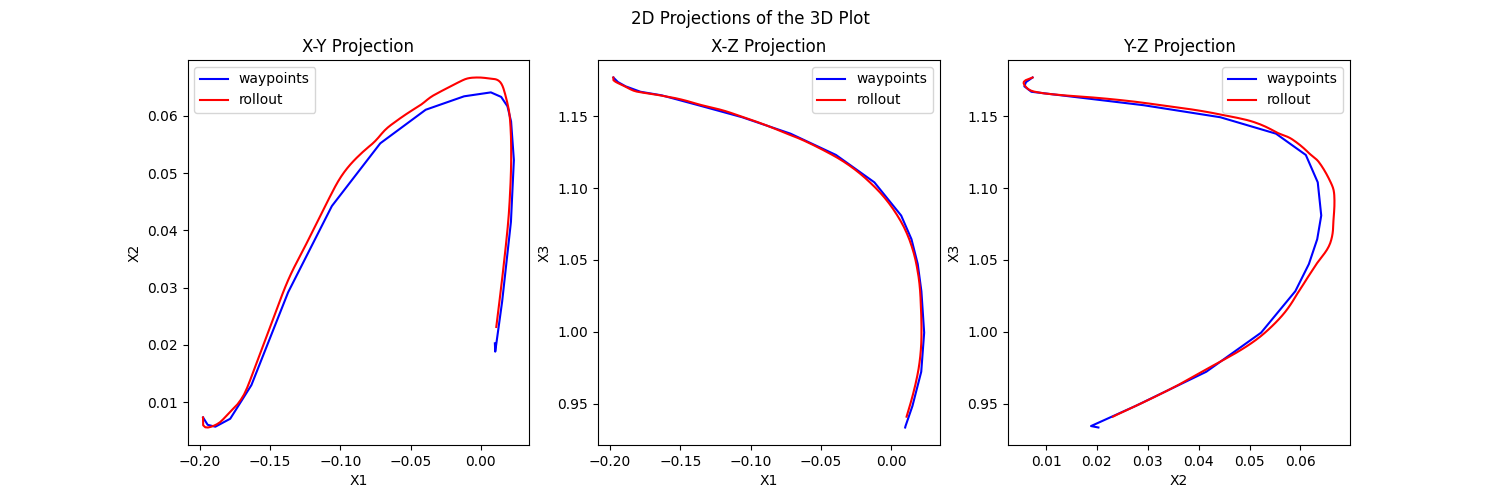 2D Projections of the 3D Plot
X-Y Projection
waypoints
rollout
X2
0.06
0.05
0.04
0.03
0.02
0.01
−0.20 −0.15 −0.10 −0.05 0.00
X1
X-Z Projection
waypoints
rollout
X3
1.15
1.10
1.05
1.00
0.95
−0.20 −0.15 −0.10 −0.05 0.00
X1
Y-Z Projection
waypoints
rollout
X3
1.15
1.10
1.05
1.00
0.95
0.01 0.02 0.03 0.04 0.05 0.06
X2